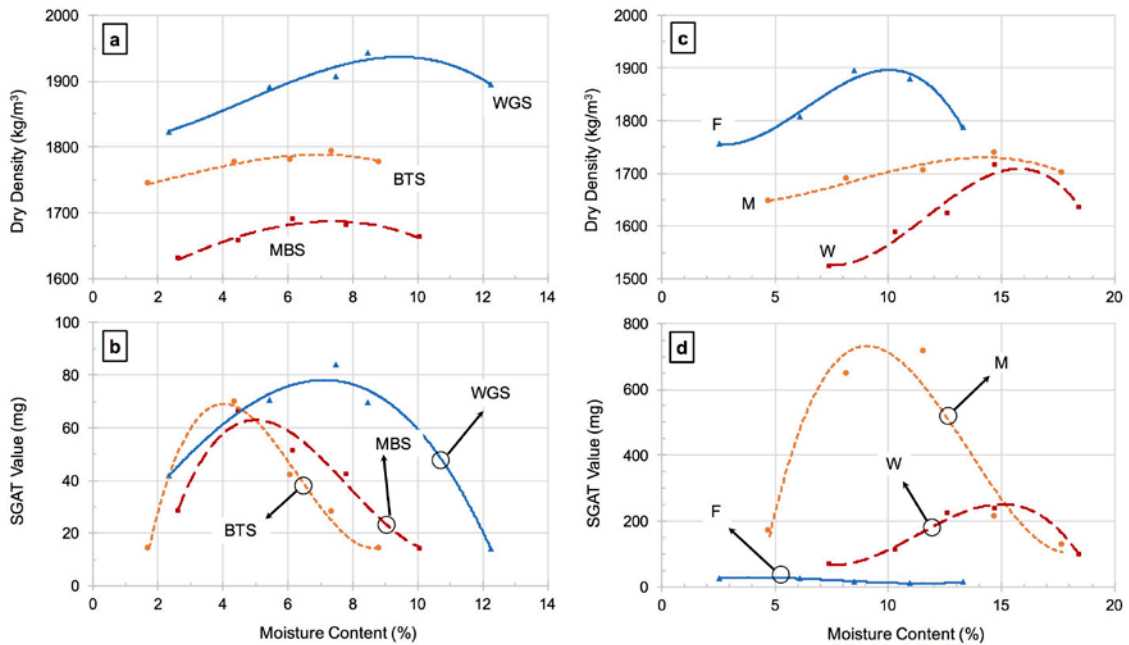 a
2000
1900
1800
1700
1600
Dry Density (kg/m³)
WGS
BTS
MBS
0 2 4 6 8 10 12 14
c
2000
1900
1800
1700
1600
1500
Dry Density (kg/m³)
F
M
W
0 5 10 15 20
b
100
80
60
40
20
0
SGAT Value (mg)
WGS
MBS
BTS
0 2 4 6 8 10 12 14
Moisture Content (%)
d
800
600
400
200
0
SGAT Value (mg)
M
W
F
0 5 10 15 20
Moisture Content (%)